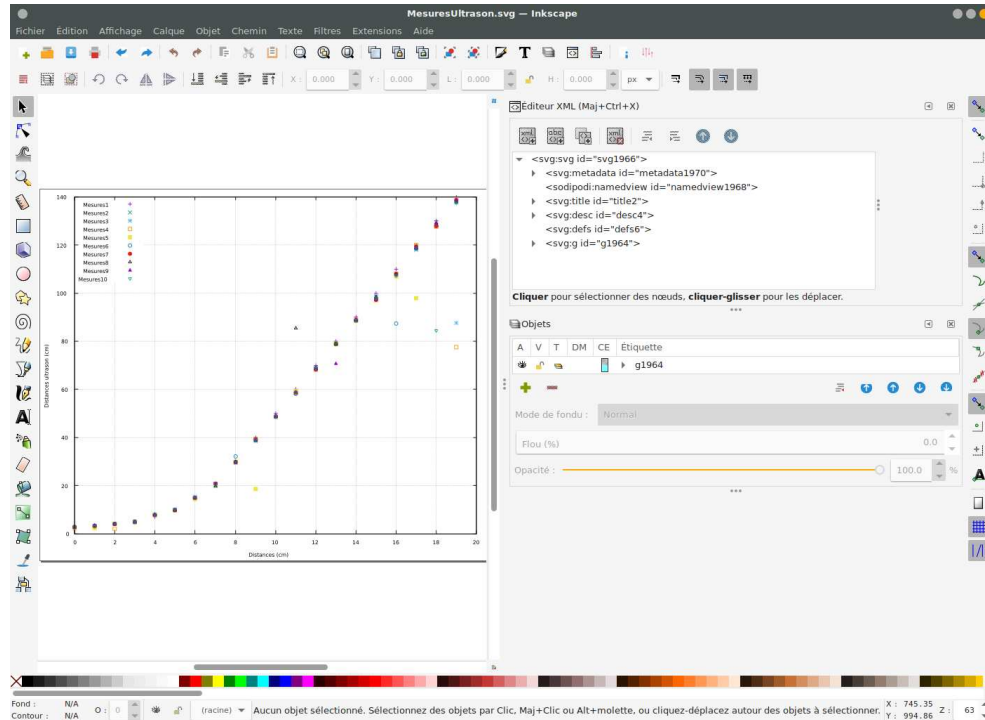 MesuresUltrason.svg — Inkscape
Fichier Édition Affichage Calque Objet Chemin Texte Filtres Extensions Aide
X : 0.000 Y : 0.000 L : 0.000 H : 0.000 px
Éditeur XML (Maj+Ctrl+X)
<svg:svg id="svg1966">
<svg:metadata id="metadata1970">
<sodipodi:namedview id="namedview1968">
<svg:title id="title2">
<svg:desc id="desc4">
<svg:defs id="defs6">
<svg:g id="g1964">
Cliquer pour sélectionner des nœuds, cliquer-glisser pour les déplacer.
Objets
A V T DM CE Étiquette
g1964
Mode de fondu : Normal
Flou (%) 0.0
Opacité : 100.0 %
140
120
100
80
60
40
20
0
Distances ultrason (cm)
Mesures1
Mesures2
Mesures3
Mesures4
Mesures5
Mesures6
Mesures7
Mesures8
Mesures9
Mesures10
0 2 4 6 8 10 12 14 16 18 20
Distances (cm)
Fond : N/A
Contour : N/A
O : 0
(racine)
Aucun objet sélectionné. Sélectionnez des objets par Clic, Maj+Clic ou Alt+molette, ou cliquez-déplacez autour des objets à sélectionner.
X : 745.35
Y : 994.86
Z : 63